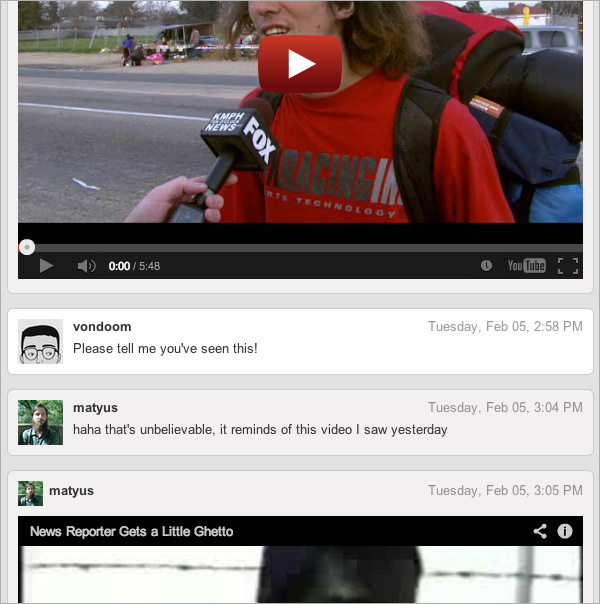 KMPH
NEWS
FOX
RACING
TECHNOLOGY
0:00 / 5:48
YouTube
vondoom
Tuesday, Feb 05, 2:58 PM
Please tell me you've seen this!
matyus
Tuesday, Feb 05, 3:04 PM
haha that's unbelievable, it reminds of this video I saw yesterday
matyus
Tuesday, Feb 05, 3:05 PM
News Reporter Gets a Little Ghetto